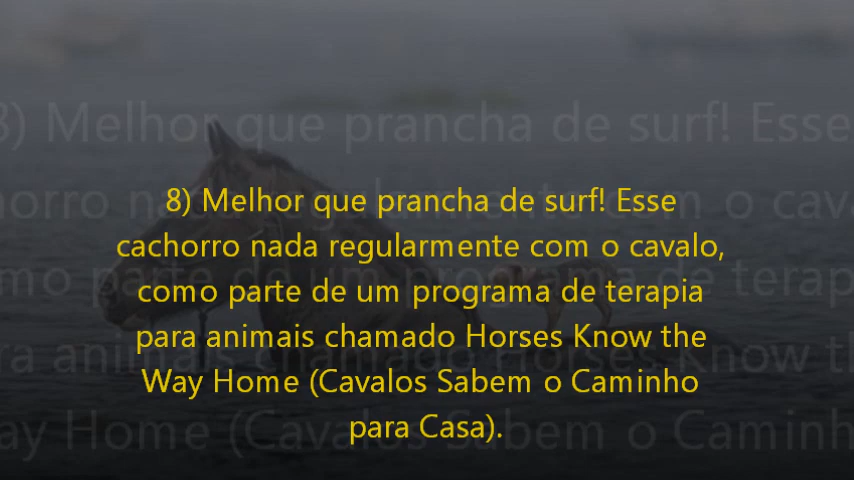 8) Melhor que prancha de surf! Esse
cachorro nada regularmente com o cavalo,
como parte de um programa de terapia
para animais chamado Horses Know the
Way Home (Cavalos Sabem o Caminho
para Casa).